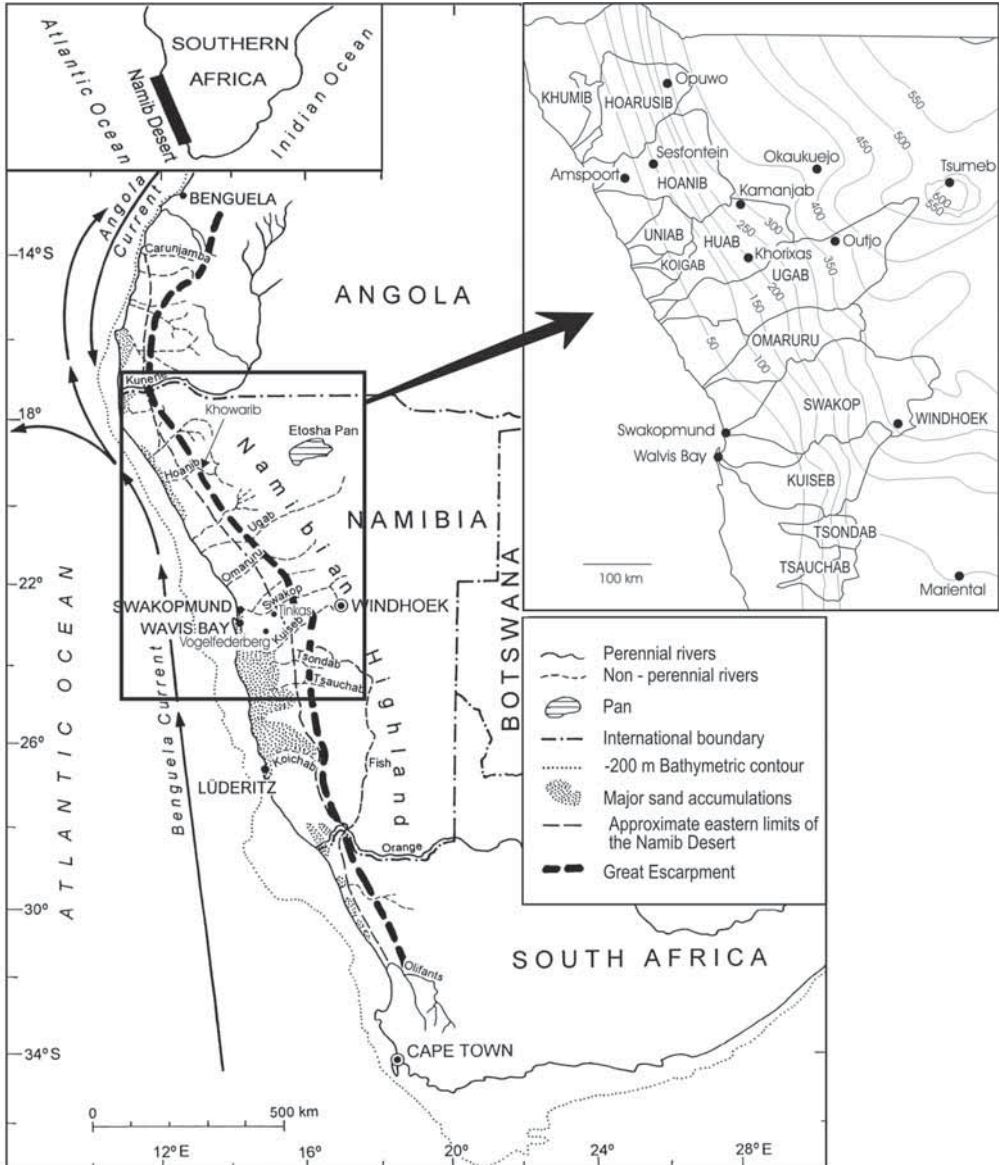 SOUTHERN
AFRICA
Atlantic Ocean
Namib Desert
Inidian Ocean
Angola
Current
BENGUELA
14°S
Carunjamba
ANGOLA
Kunene
18°
Khowarib
Etosha Pan
Hoanib
Namibian
Highland
Ugab
NAMIBIA
Omaruru
22°
Swakop
SWAKOPMUND
Tinkas
WINDHOEK
WAVIS BAY
Kuiseb
Vogelfederberg
Tsondab
Tsauchab
BOTSWANA
ATLANTIC OCEAN
Benguela Current
26°
Koichab
Fish
LÜDERITZ
Orange
30°
SOUTH AFRICA
Olifants
34°S
CAPE TOWN
0 500 km
12°E 16° 20° 24° 28°E
Opuwo
KHUMIB
HOARUSIB
550
500
450
Sesfontein
Okaukuejo
Tsumeb
Amspoort
HOANIB
Kamanjab
600
550
400
UNIAB
250
300
HUAB
Outjo
KOIGAB
Khorixas
UGAB
350
200
150
50
OMARURU
100
SWAKOP
WINDHOEK
Swakopmund
Walvis Bay
KUISEB
TSONDAB
TSAUCHAB
100 km
Mariental
Perennial rivers
Non - perennial rivers
Pan
International boundary
-200 m Bathymetric contour
Major sand accumulations
Approximate eastern limits of
the Namib Desert
Great Escarpment